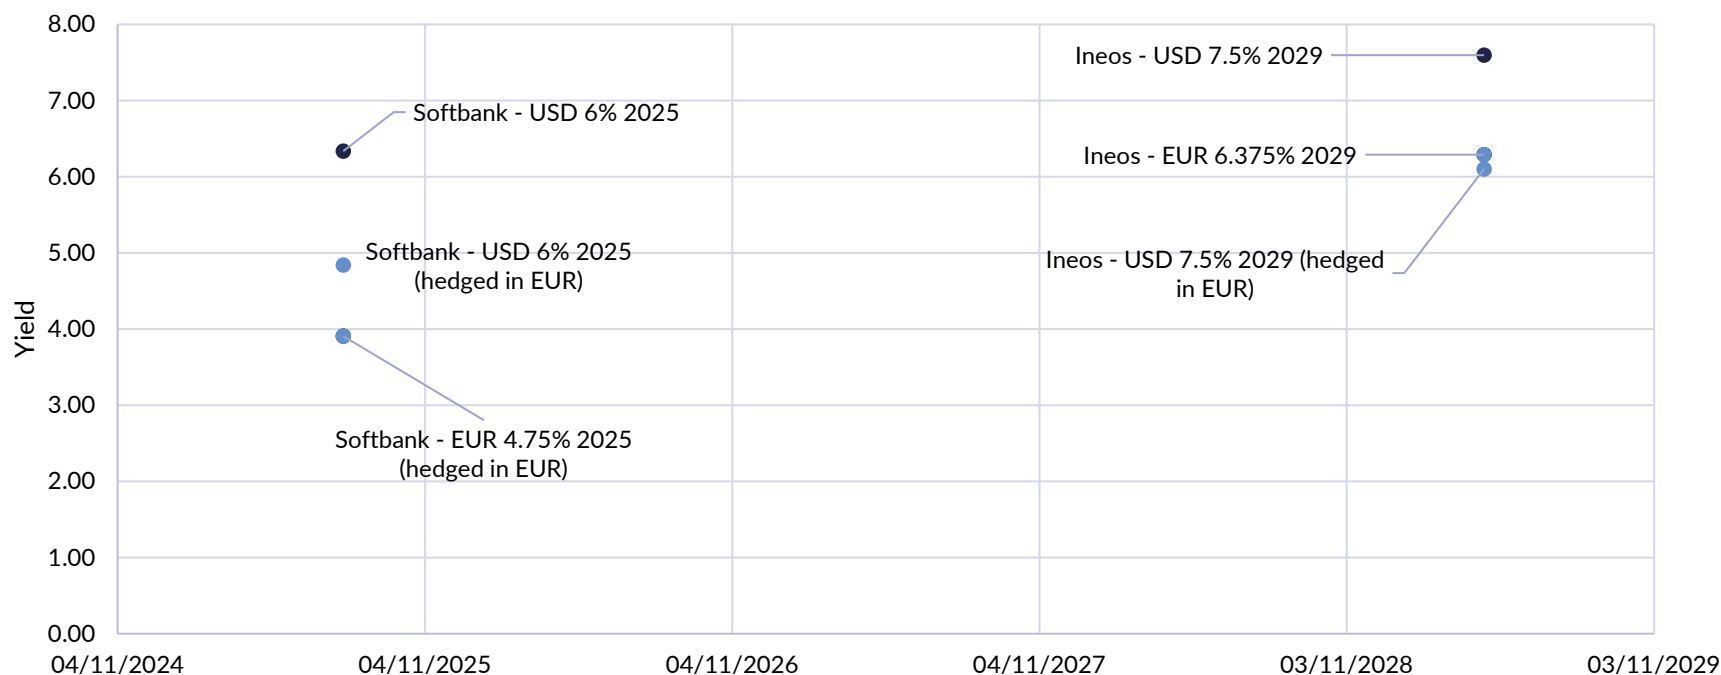 8.00
Ineos - USD 7.5% 2029
7.00
Softbank - USD 6% 2025
Ineos - EUR 6.375% 2029
6.00
5.00
Softbank - USD 6% 2025
(hedged in EUR)
Ineos - USD 7.5% 2029 (hedged
in EUR)
Yield
4.00
3.00
Softbank - EUR 4.75% 2025
(hedged in EUR)
2.00
1.00
0.00
04/11/2024
04/11/2025
04/11/2026
04/11/2027
03/11/2028
03/11/2029